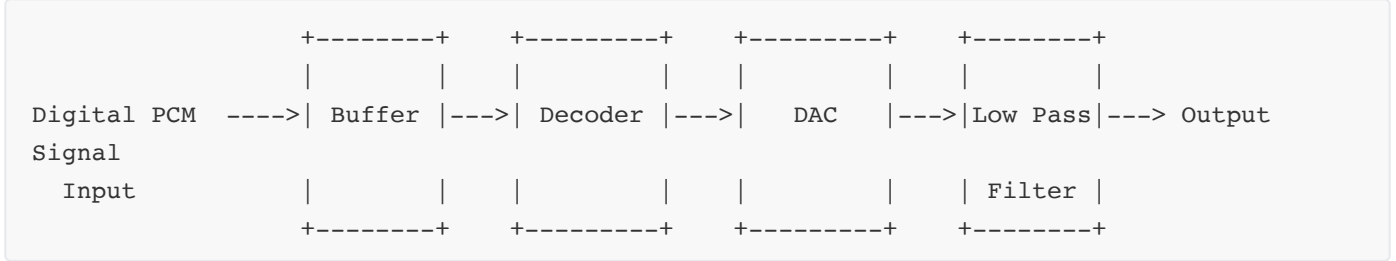 +--------+ +---------+ +---------+ +--------+
| | | | | | | |
Digital PCM ---->| Buffer |--->| Decoder |--->| DAC |--->|Low Pass|---> Output
Signal
Input | | | | | | | Filter |
+--------+ +---------+ +---------+ +--------+